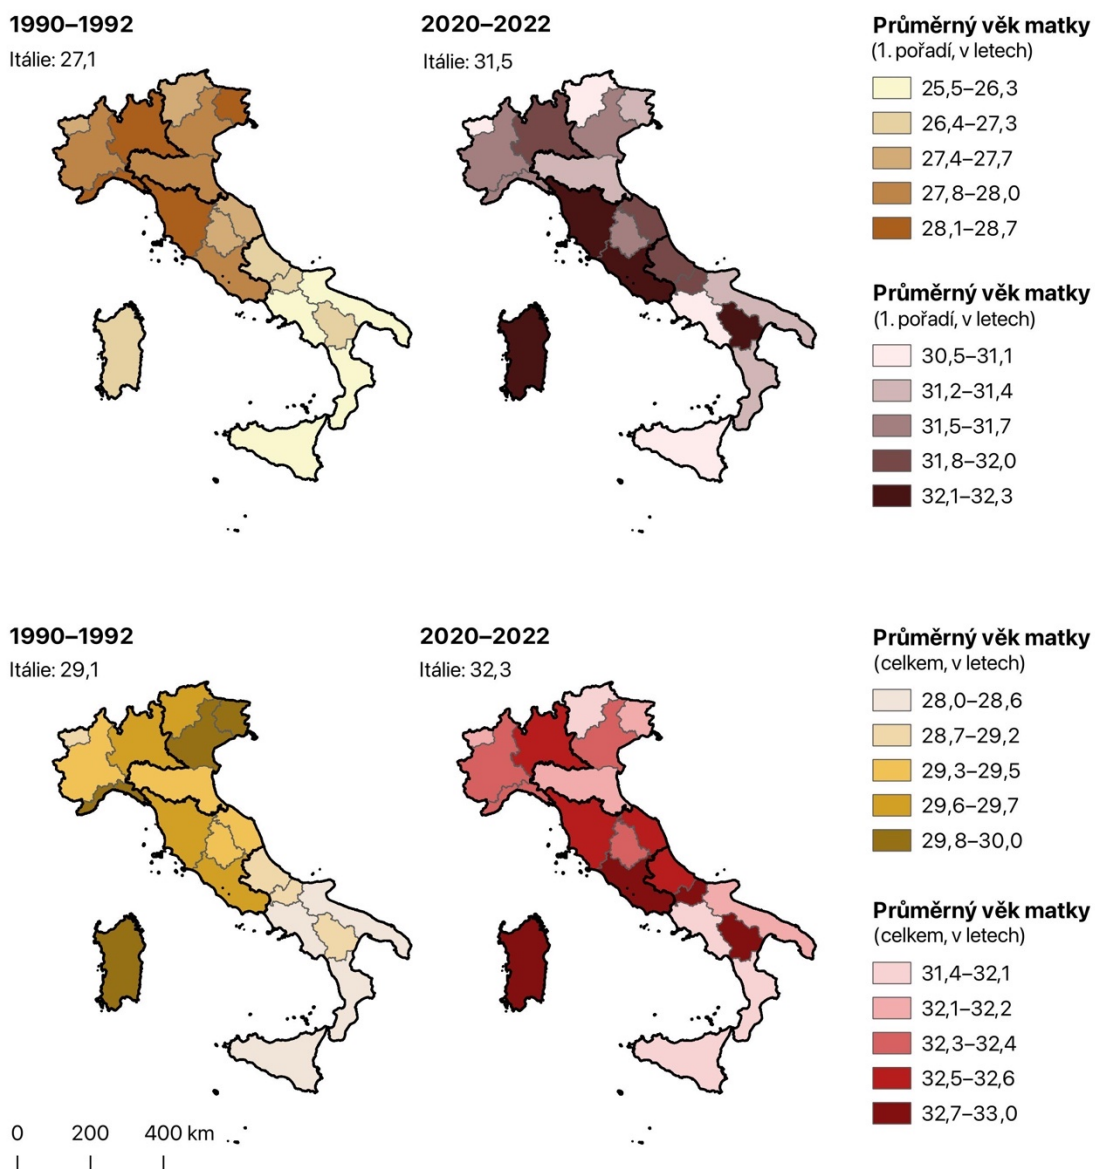 1990–1992
Itálie: 27,1
2020–2022
Itálie: 31,5
Průměrný věk matky
(1. pořadí, v letech)
25,5–26,3
26,4–27,3
27,4–27,7
27,8–28,0
28,1–28,7
Průměrný věk matky
(1. pořadí, v letech)
30,5–31,1
31,2–31,4
31,5–31,7
31,8–32,0
32,1–32,3
1990–1992
Itálie: 29,1
2020–2022
Itálie: 32,3
Průměrný věk matky
(celkem, v letech)
28,0–28,6
28,7–29,2
29,3–29,5
29,6–29,7
29,8–30,0
Průměrný věk matky
(celkem, v letech)
31,4–32,1
32,1–32,2
32,3–32,4
32,5–32,6
32,7–33,0
0 200 400 km